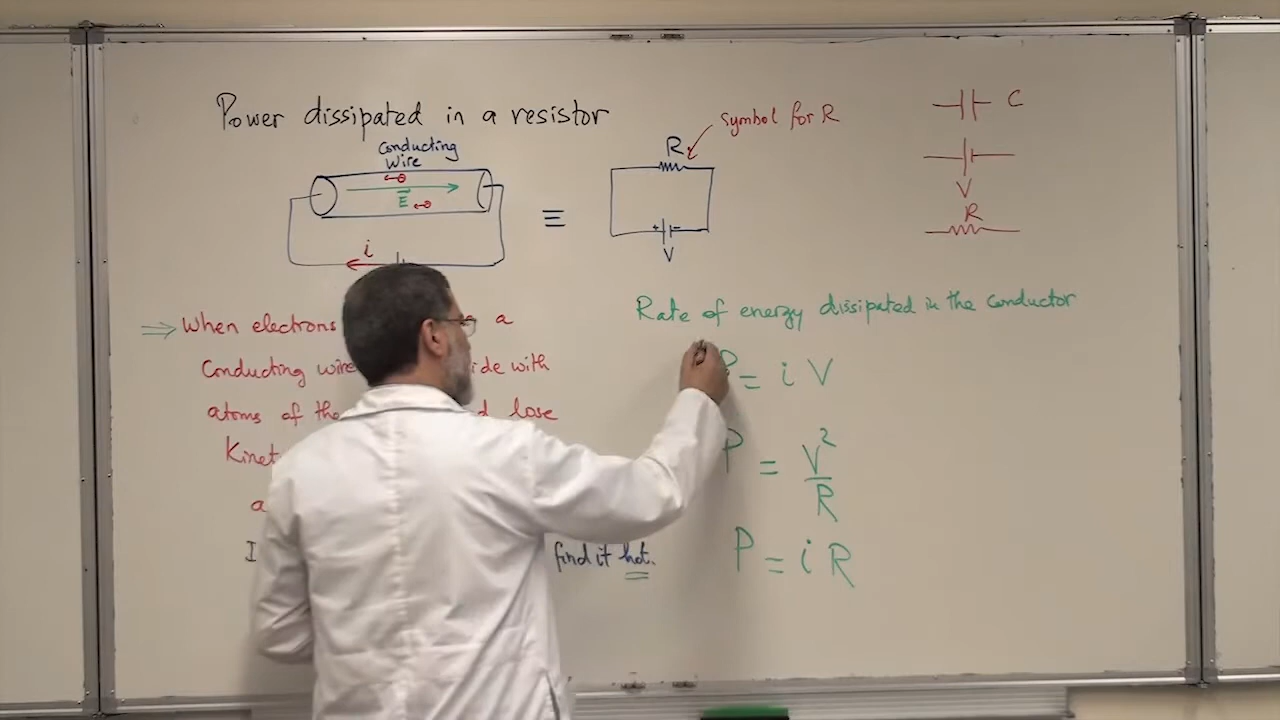 Power dissipated in a resistor
Conducting
wire
E
i
≡
R
symbol for R
+ -
V
C
V
R
⇒ When electrons a
Conducting wire ide with
atoms of the d lose
Kinet
a
I find it hot.
Rate of energy dissipated in the conductor
P = i V
P = V²/R
P = i R